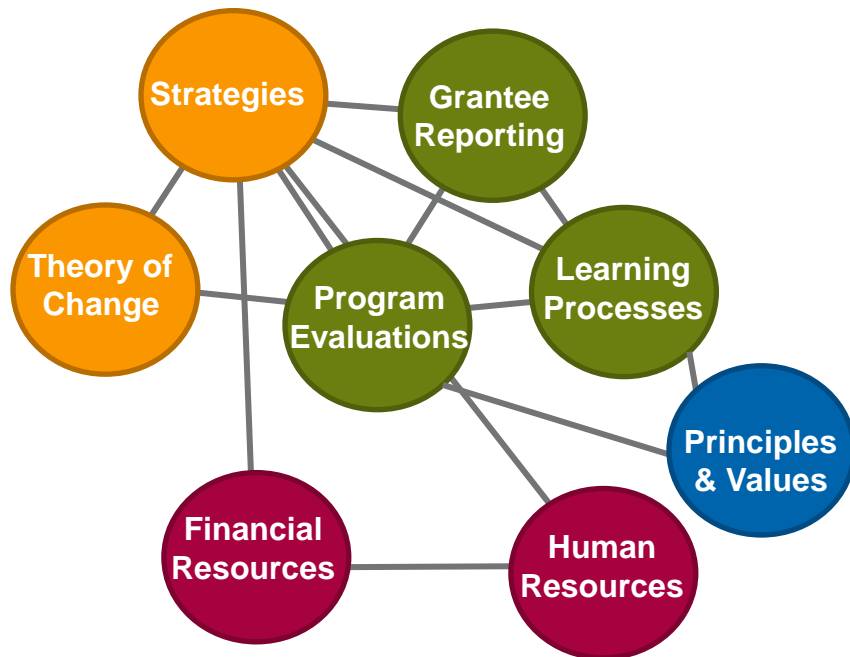 Strategies
Grantee
Reporting
Theory of
Change
Program
Evaluations
Learning
Processes
Principles
& Values
Financial
Resources
Human
Resources